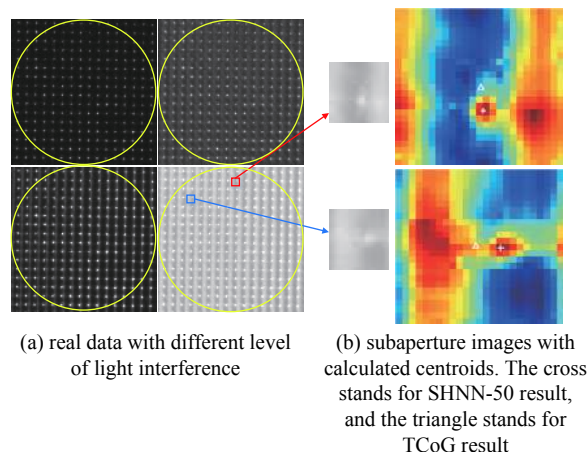 (a) real data with different level
of light interference
(b) subaperture images with
calculated centroids. The cross
stands for SHNN-50 result,
and the triangle stands for
TCoG result